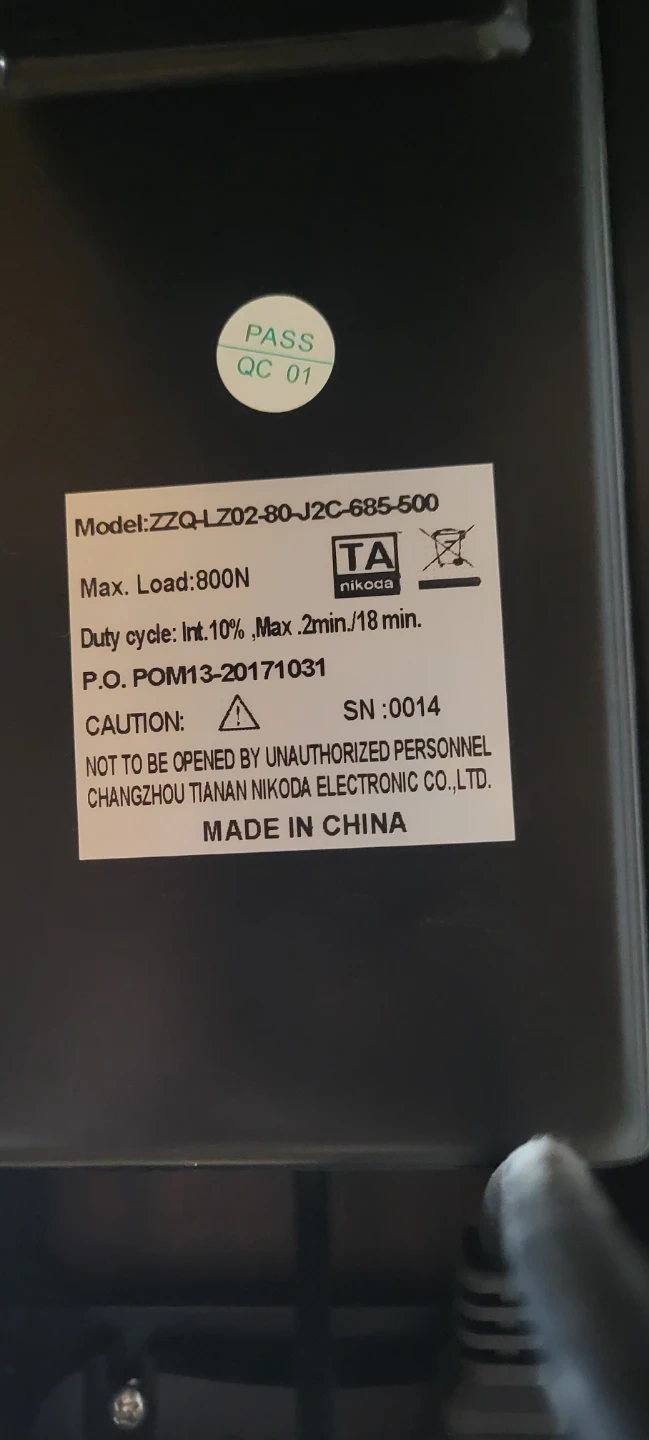 PASS
QC 01
Model:ZZQ-LZ02-80-J2C-685-500
Max. Load:800N
TA
nikoda
Duty cycle: Int.10% ,Max .2min./18 min.
P.O. POM13-20171031
CAUTION: SN :0014
NOT TO BE OPENED BY UNAUTHORIZED PERSONNEL
CHANGZHOU TIANAN NIKODA ELECTRONIC CO.,LTD.
MADE IN CHINA